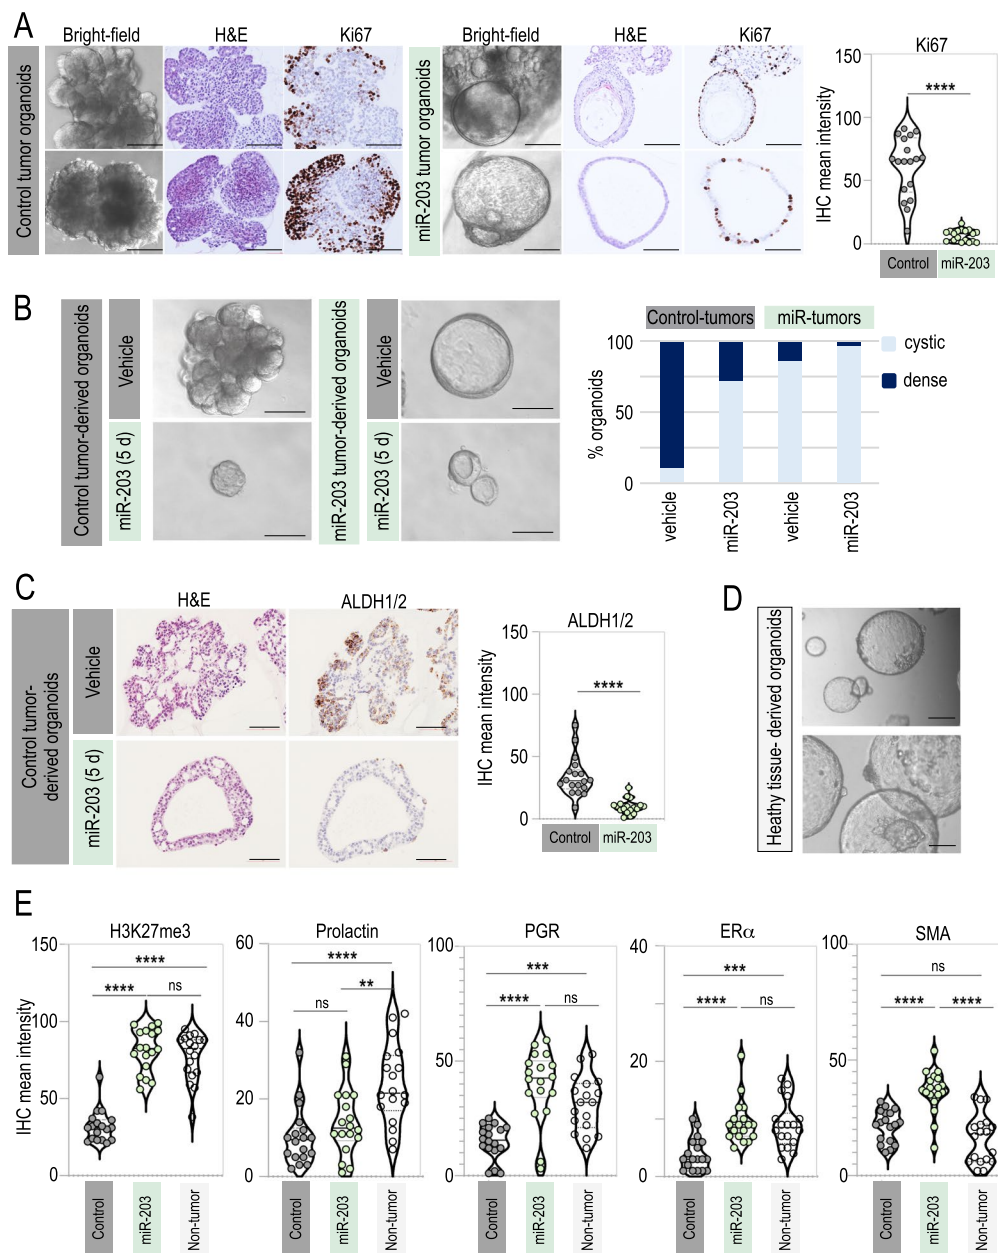 A
Bright-field
H&E
Ki67
Bright-field
H&E
Ki67
Control tumor organoids
miR-203 tumor organoids
Ki67
IHC mean intensity
150
100
50
0
****
Control
miR-203
B
Control tumor-derived organoids
Vehicle
miR-203 (5 d)
miR-203 tumor-derived organoids
Vehicle
miR-203 (5 d)
Control-tumors
miR-tumors
% organoids
100
50
0
cystic
dense
vehicle
miR-203
vehicle
miR-203
C
H&E
ALDH1/2
Control tumor-
derived organoids
Vehicle
miR-203 (5 d)
ALDH1/2
IHC mean intensity
150
100
50
0
****
Control
miR-203
D
Heathy tissue- derived organoids
E
H3K27me3
IHC mean intensity
150
100
50
0
****
****
ns
Control
miR-203
Non-tumor
Prolactin
60
40
20
0
****
**
ns
Control
miR-203
Non-tumor
PGR
100
50
0
***
****
ns
Control
miR-203
Non-tumor
ERα
40
20
0
***
****
ns
Control
miR-203
Non-tumor
SMA
100
50
0
ns
****
****
Control
miR-203
Non-tumor